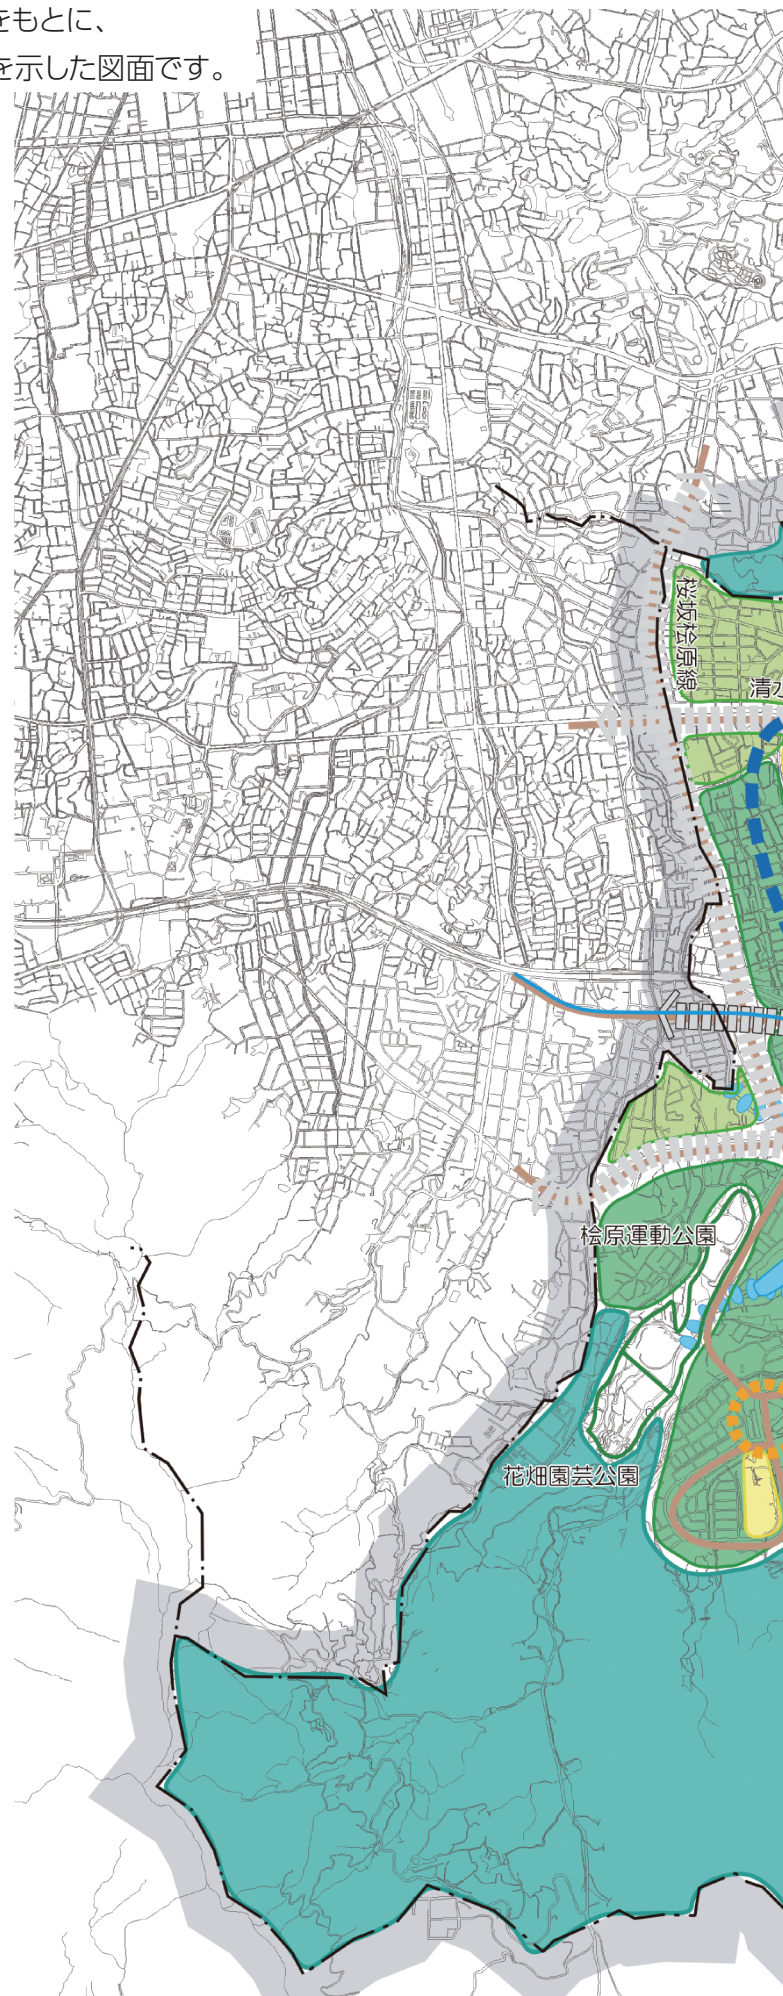 をもとに、
を示した図面です。
桜坂桧原線
清水
桧原運動公園
花畑園芸公園